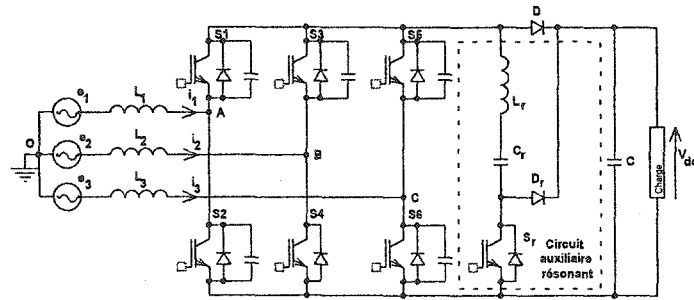 D
S1
S3
S5
e1
L1
i1
A
Lr
O
e2
L2
i2
B
Cr
C
Charge
Vdc
e3
L3
i3
C
Dr
S2
S4
S6
Sr
Circuit
auxiliaire
résonant